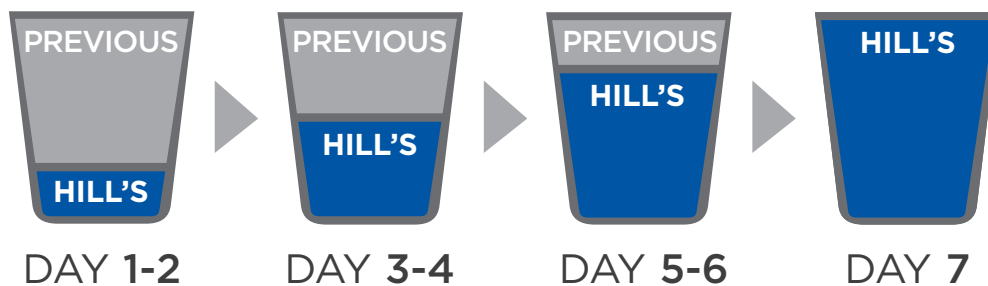 PREVIOUS
HILL'S
DAY 1-2
PREVIOUS
HILL'S
DAY 3-4
PREVIOUS
HILL'S
DAY 5-6
HILL'S
DAY 7